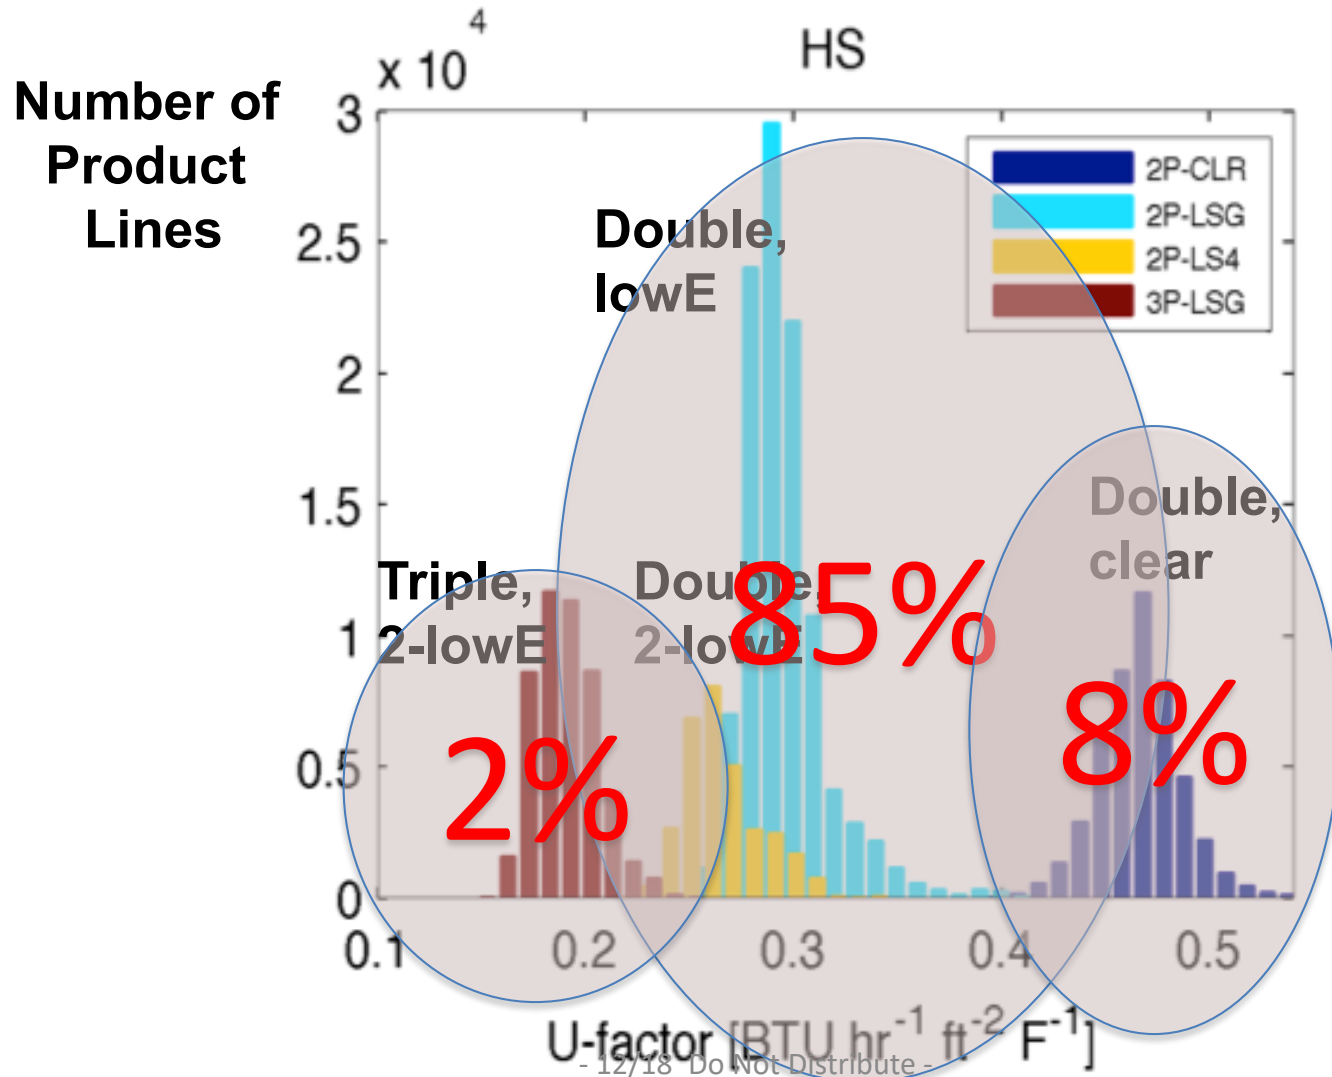 4
x 10
HS
Number of
Product
Lines
3
2.5
2
1.5
1
0.5
0
2P-CLR
2P-LSG
2P-LS4
3P-LSG
Double,
lowE
Double,
clear
Triple,
2-lowE
Double,
2-lowE
85%
8%
2%
0.1
0.2
0.3
0.4
0.5
U-factor [BTU hr⁻¹ ft⁻² F⁻¹]
- 12/18 Do Not Distribute -